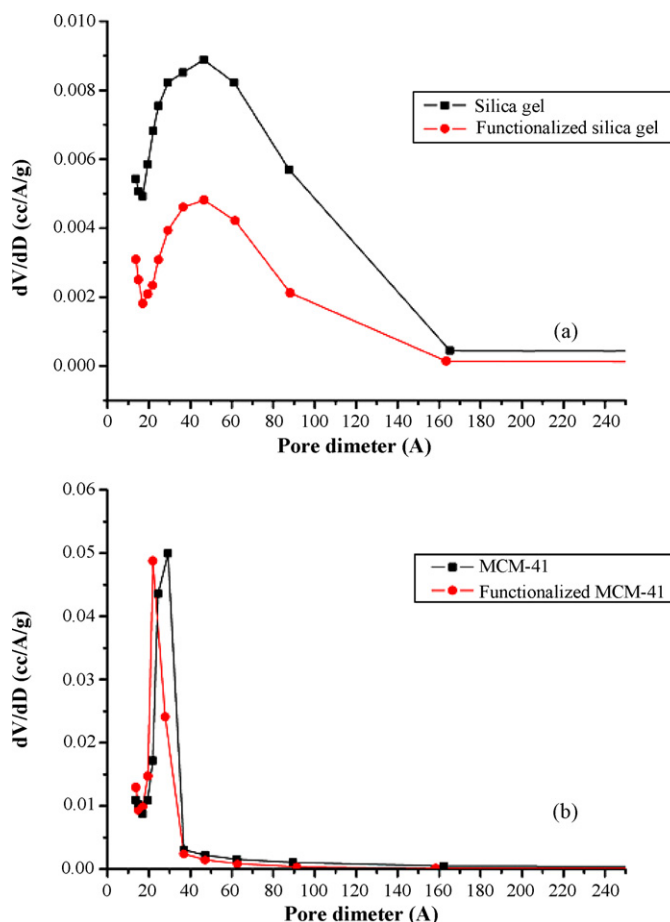 0.010
0.008
0.006
0.004
0.002
0.000
dV/dD (cc/A/g)
Silica gel
Functionalized silica gel
(a)
0 20 40 60 80 100 120 140 160 180 200 220 240
Pore dimeter (A)
0.06
0.05
0.04
0.03
0.02
0.01
0.00
dV/dD (cc/A/g)
MCM-41
Functionalized MCM-41
(b)
0 20 40 60 80 100 120 140 160 180 200 220 240
Pore dimeter (A)